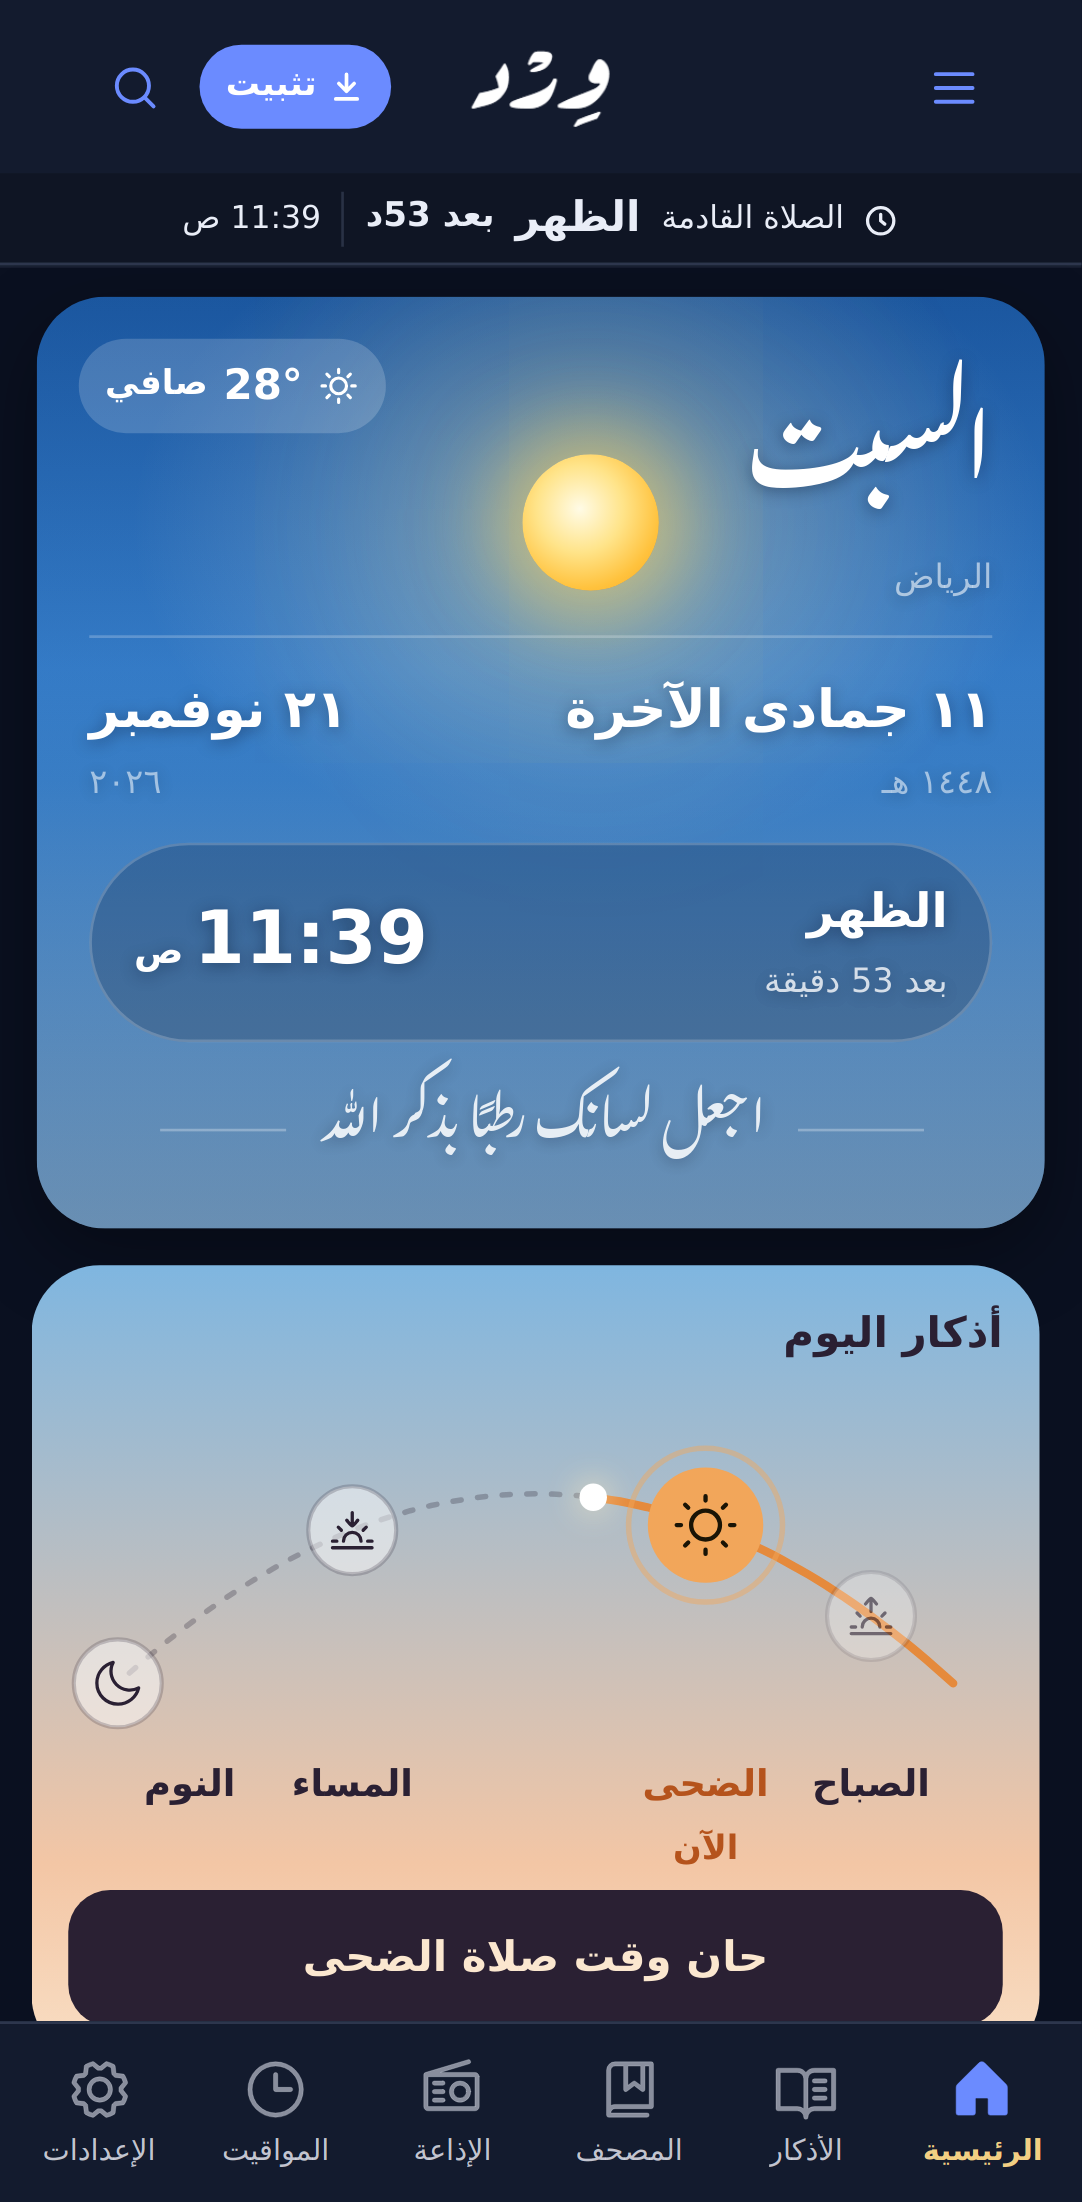 وِرْد
تثبيت
الصلاة القادمة الظهر بعد 53د 11:39 ص
السبت
28° صافي
الرياض
١١ جمادى الآخرة
٢١ نوفمبر
١٤٤٨ هـ
٢٠٢٦
الظهر
11:39 ص
بعد 53 دقيقة
اجعل لسانك رطبًا بذكر الله
أذكار اليوم
الصباح الضحى المساء النوم
الآن
حان وقت صلاة الضحى
الرئيسية الأذكار المصحف الإذاعة المواقيت الإعدادات